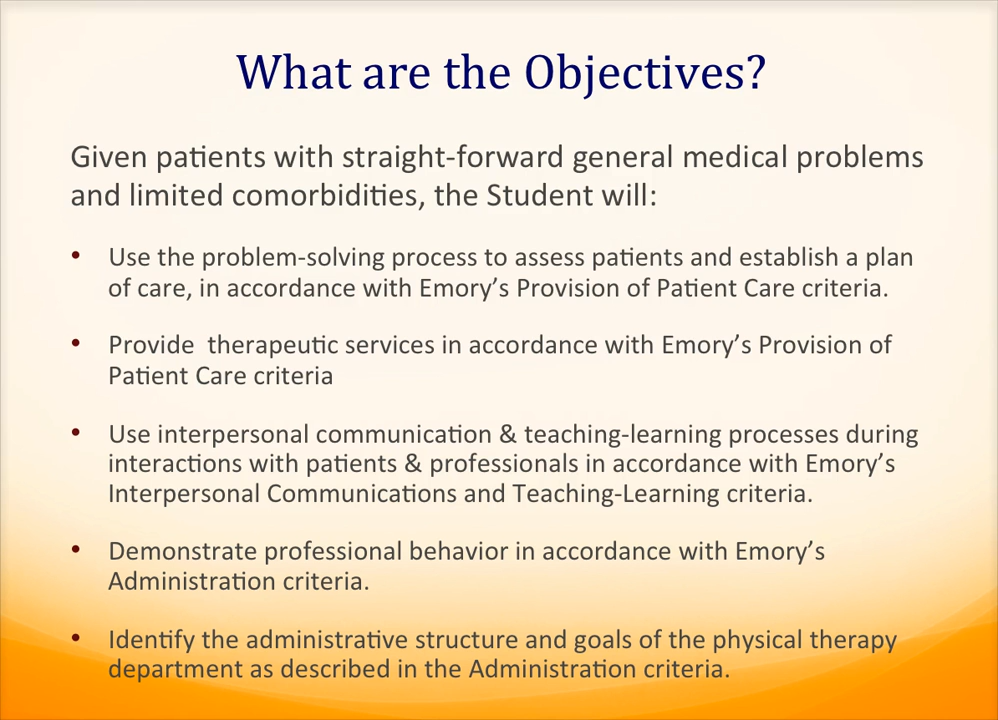 What are the Objectives?
Given patients with straight-forward general medical problems
and limited comorbidities, the Student will:
• Use the problem-solving process to assess patients and establish a plan
of care, in accordance with Emory’s Provision of Patient Care criteria.
• Provide  therapeutic services in accordance with Emory’s Provision of
Patient Care criteria
• Use interpersonal communication & teaching-learning processes during
interactions with patients & professionals in accordance with Emory’s
Interpersonal Communications and Teaching-Learning criteria.
• Demonstrate professional behavior in accordance with Emory’s
Administration criteria.
• Identify the administrative structure and goals of the physical therapy
department as described in the Administration criteria.